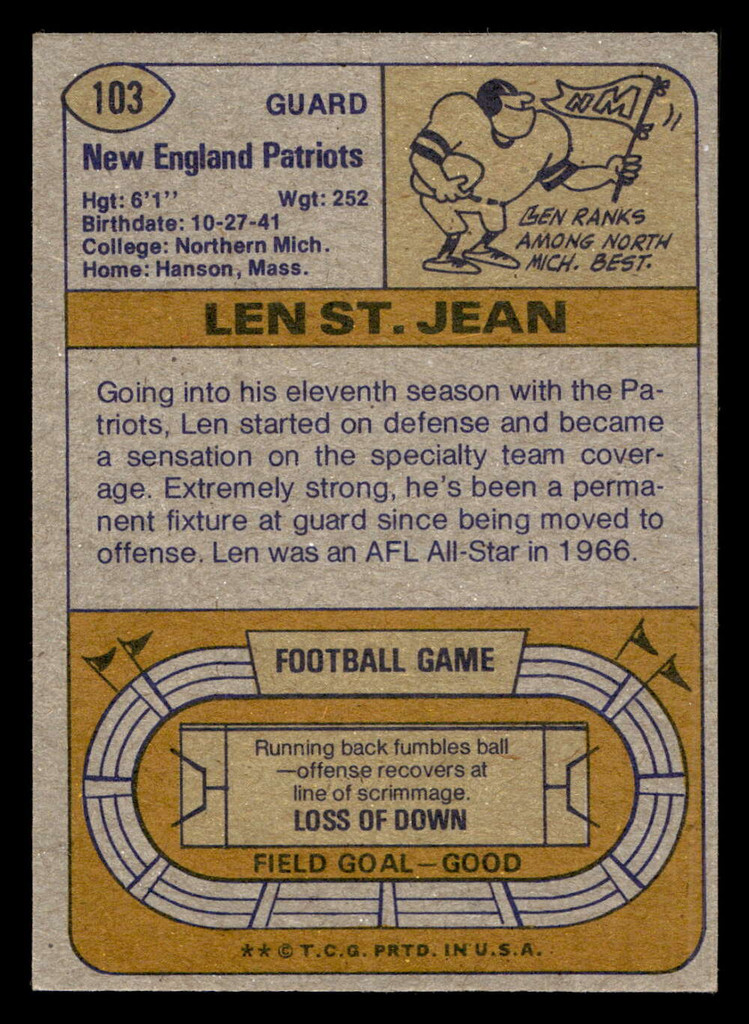 103
GUARD
New England Patriots
Hgt: 6'1'' Wgt: 252
Birthdate: 10-27-41
College: Northern Mich.
Home: Hanson, Mass.
NM
LEN RANKS
AMONG NORTH
MICH. BEST.
LEN ST. JEAN
Going into his eleventh season with the Pa-
triots, Len started on defense and became
a sensation on the specialty team cover-
age. Extremely strong, he's been a perma-
nent fixture at guard since being moved to
offense. Len was an AFL All-Star in 1966.
FOOTBALL GAME
Running back fumbles ball
—offense recovers at
line of scrimmage.
LOSS OF DOWN
FIELD GOAL—GOOD
** © T.C.G. PRTD. IN U.S.A.